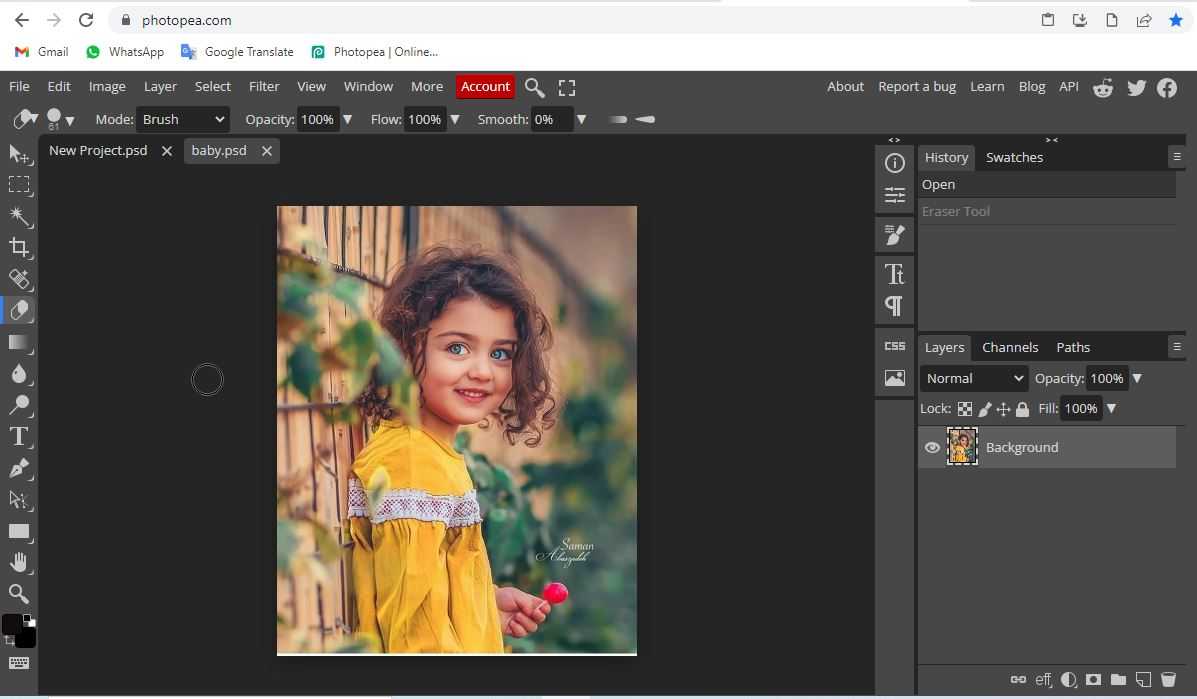 photopea.com
Gmail WhatsApp Google Translate Photopea | Online...
File Edit Image Layer Select Filter View Window More Account About Report a bug Learn Blog API
61 Mode: Brush Opacity: 100% Flow: 100% Smooth: 0%
New Project.psd baby.psd
< > > <
History Swatches
Open
Eraser Tool
CSS
Layers Channels Paths
Normal Opacity: 100%
Lock: Fill: 100%
Background
Saman
eff